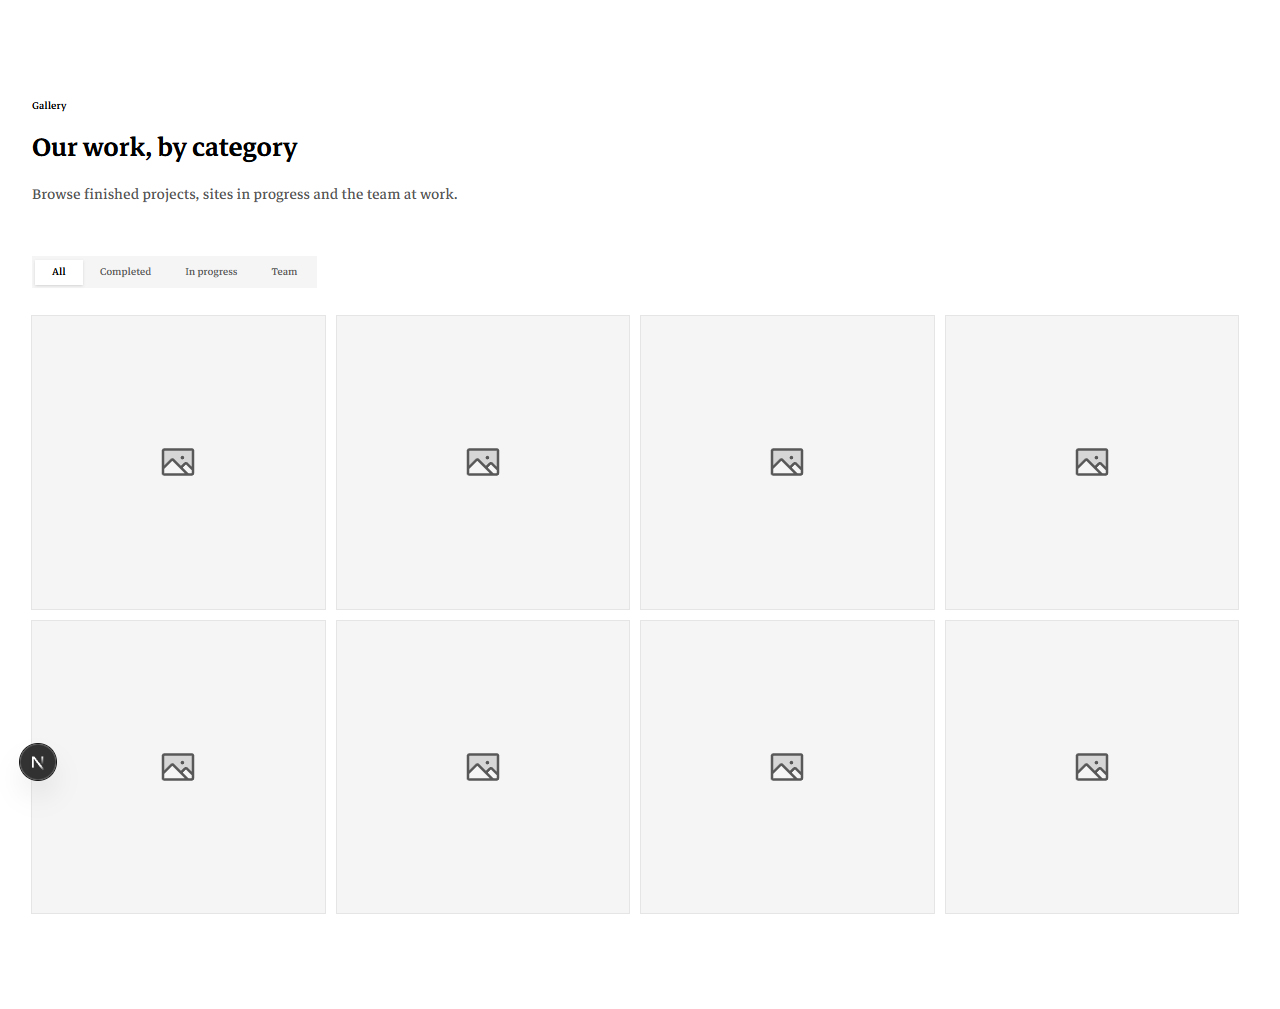 Gallery
Our work, by category
Browse finished projects, sites in progress and the team at work.
All Completed In progress Team
N